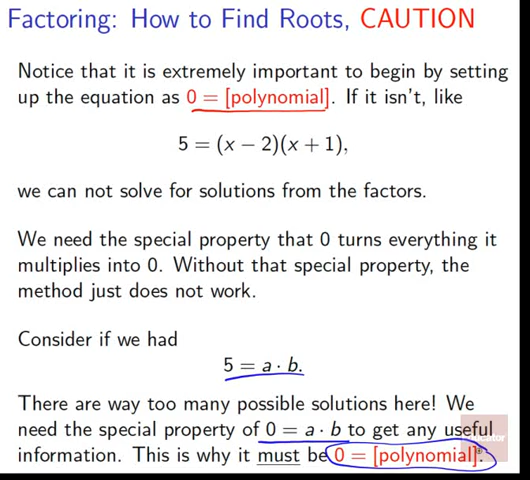 Factoring: How to Find Roots, CAUTION
Notice that it is extremely important to begin by setting
up the equation as 0 = [polynomial]. If it isn't, like
5 = (x − 2)(x + 1),
we can not solve for solutions from the factors.
We need the special property that 0 turns everything it
multiplies into 0. Without that special property, the
method just does not work.
Consider if we had
5 = a · b.
There are way too many possible solutions here! We
need the special property of 0 = a · b to get any useful
information. This is why it must be 0 = [polynomial].